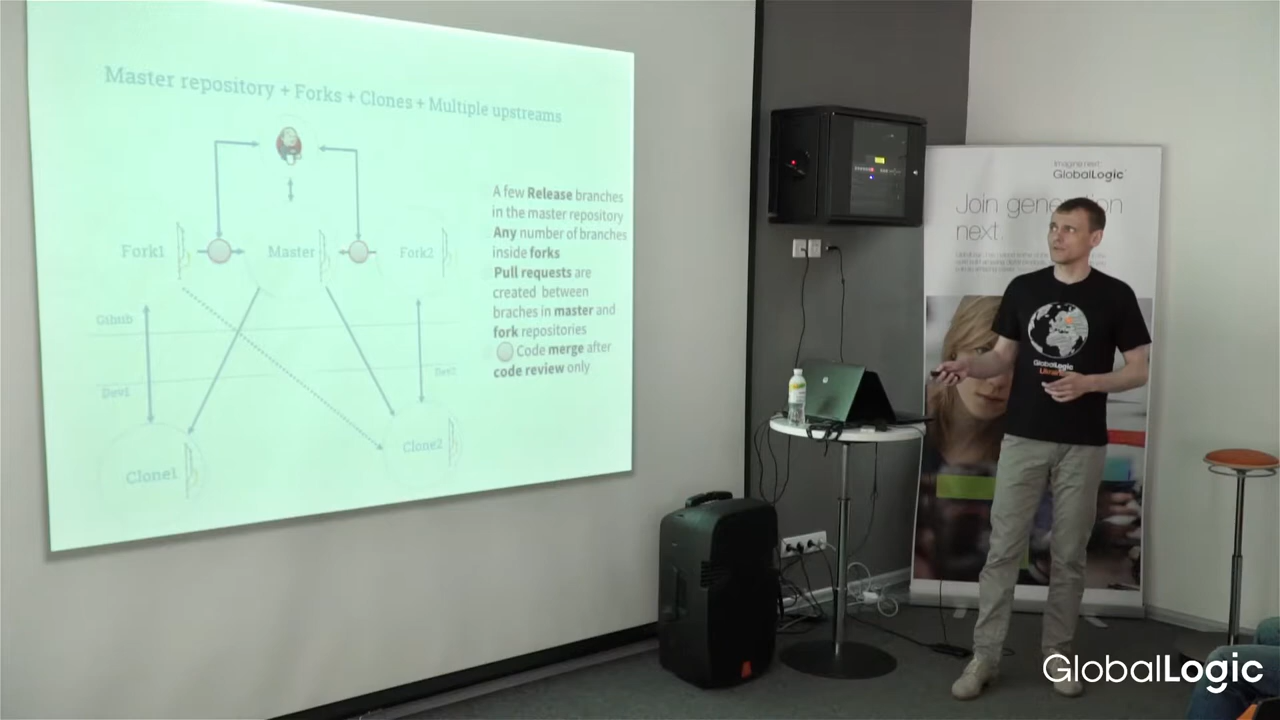 Master repository + Forks + Clones + Multiple upstreams
Fork1
Master
Fork2
Github
Dev1
Dev2
Clone1
Clone2
A few Release branches
in the master repository
Any number of branches
inside forks
Pull requests are
created between
braches in master and
fork repositories
Code merge after
code review only
GlobalLogic
Join generation
next.
GlobalLogic
Ukraine
GlobalLogic